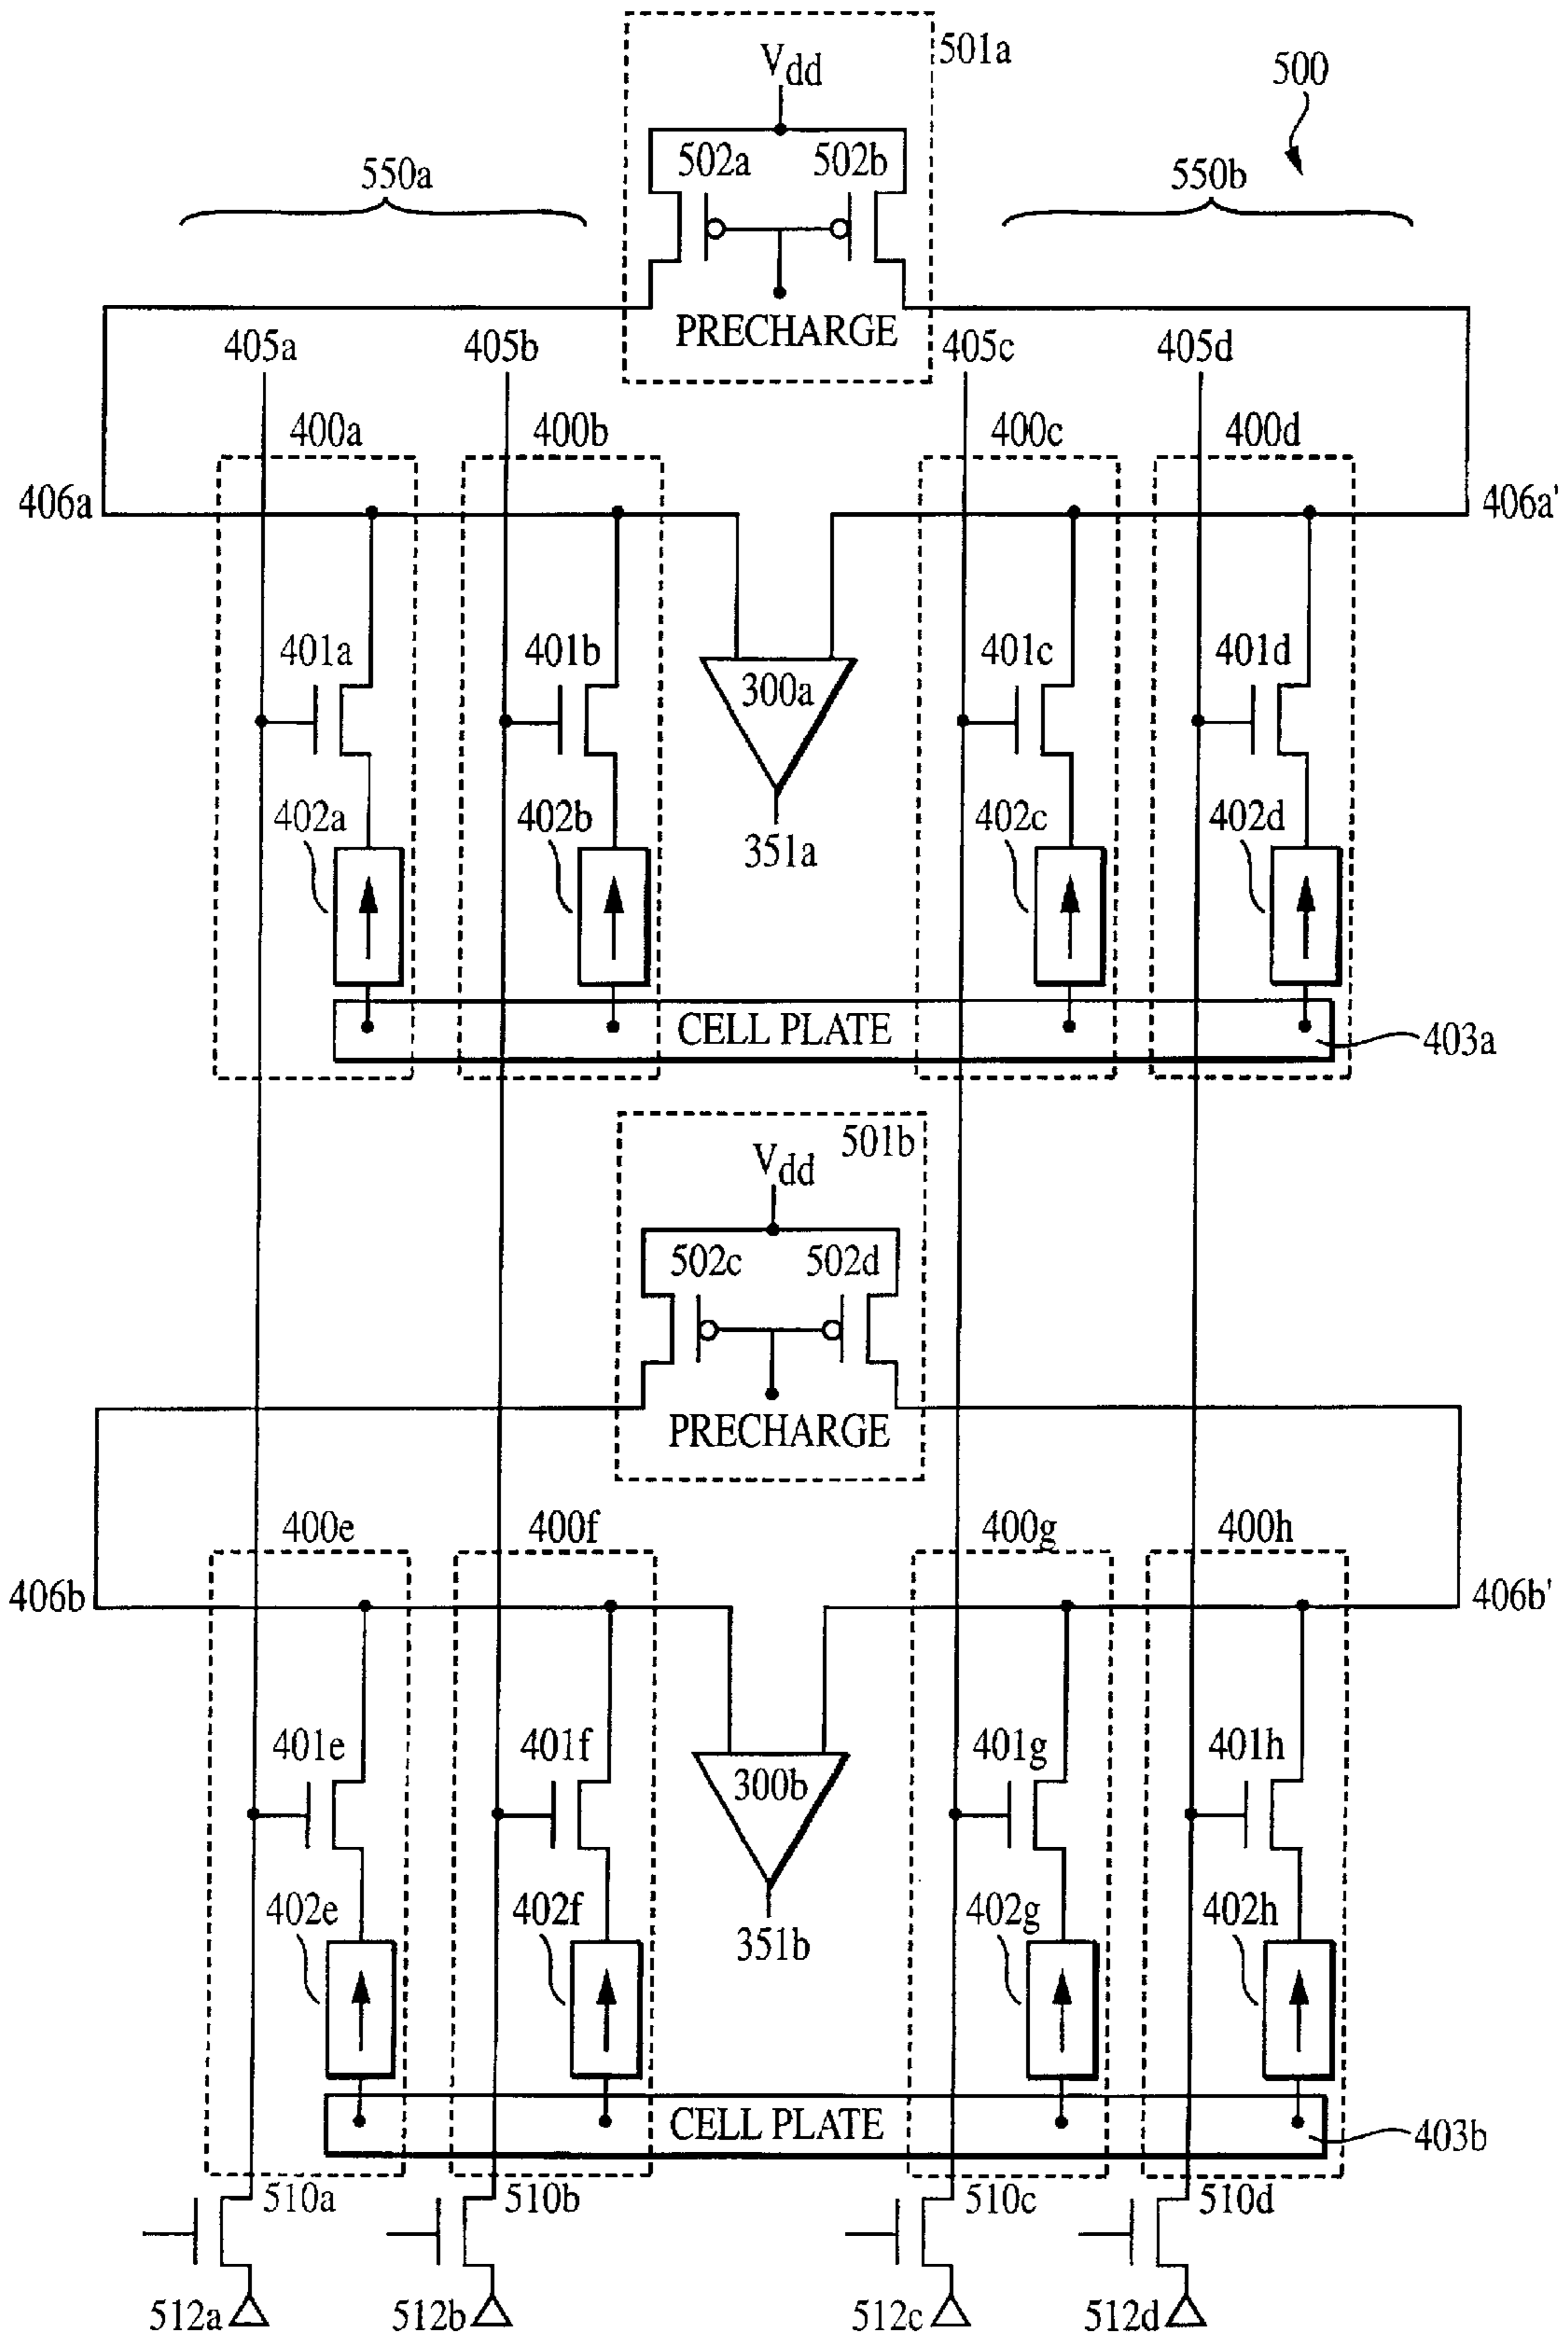 501a
Vdd
500
502a 502b
550a
550b
PRECHARGE
405a 405b 405c 405d
400a 400b 400c 400d
406a
406a'
401a 401b 401c 401d
300a
402a 402b 402c 402d
351a
CELL PLATE
403a
501b
Vdd
502c 502d
PRECHARGE
400e 400f 400g 400h
406b
406b'
401e 401f 401g 401h
300b
402e 402f 402g 402h
351b
CELL PLATE
403b
510a 510b 510c 510d
512a 512b 512c 512d